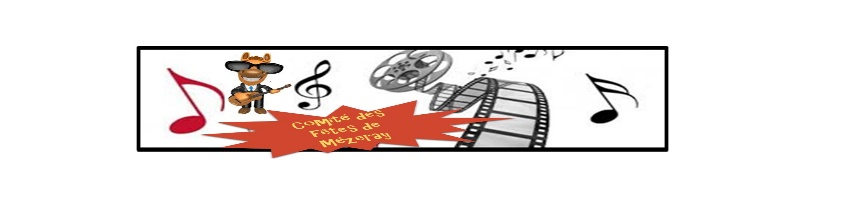 Comité des
Fêtes de
Mézeray